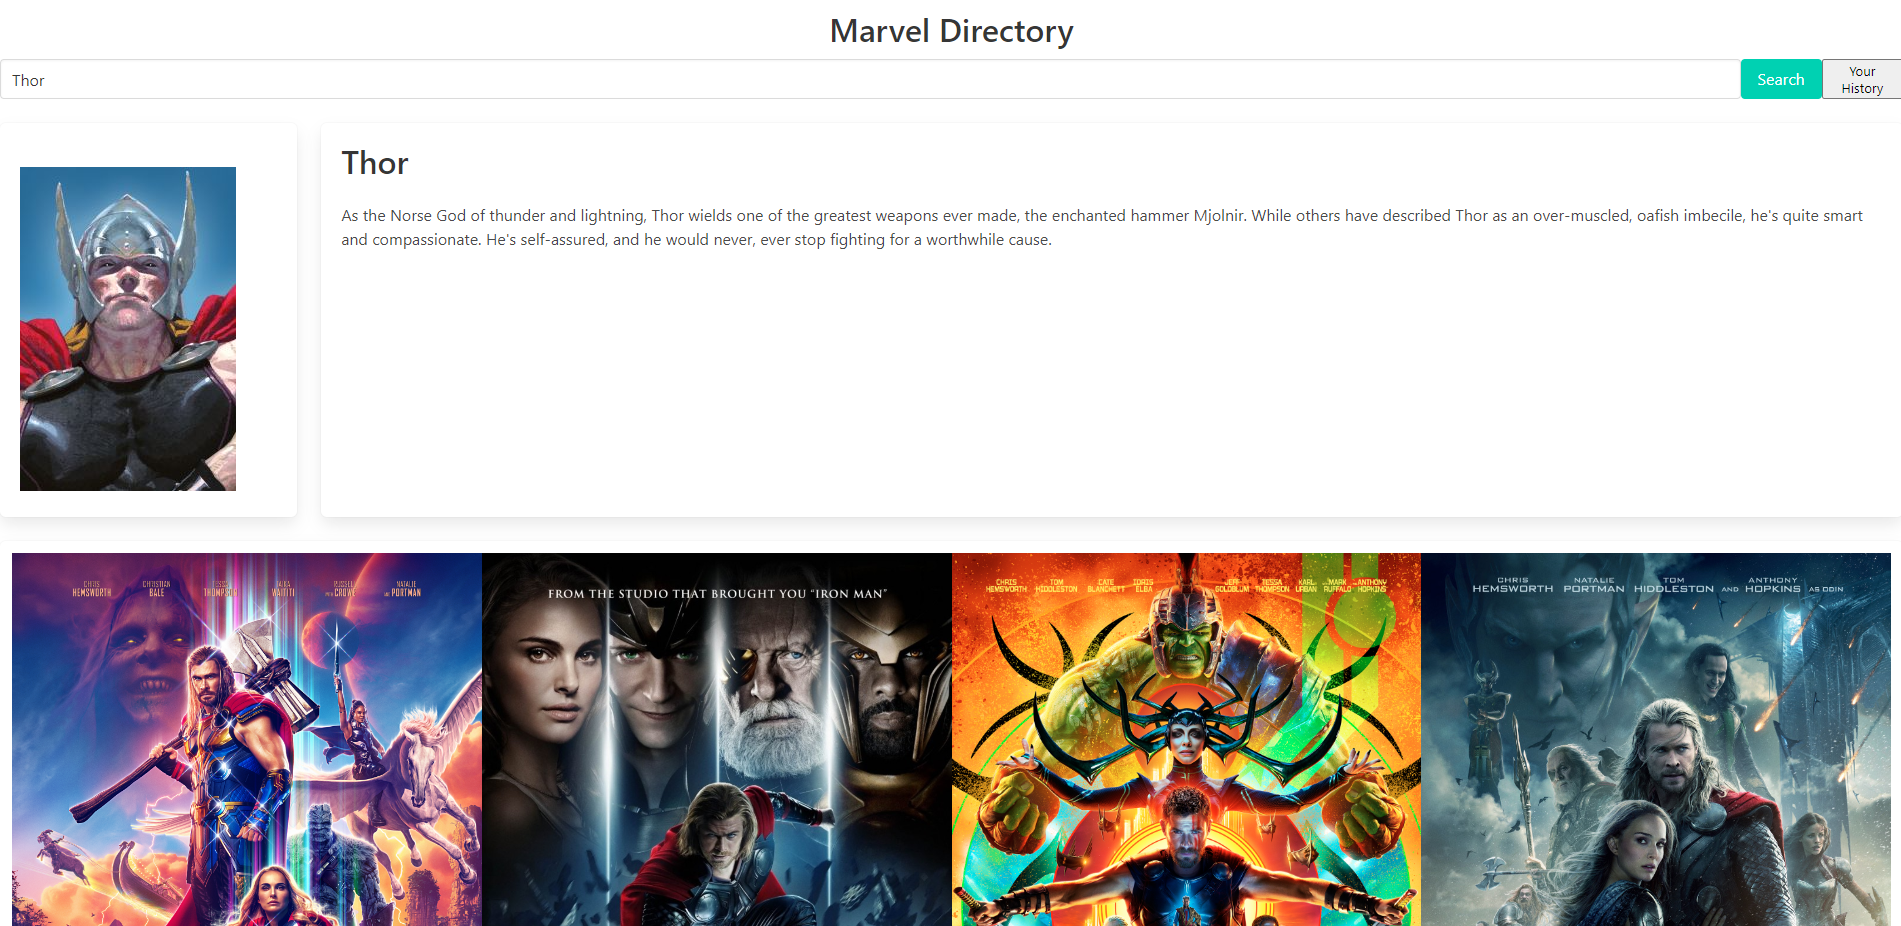 Marvel Directory
Thor
Search
Your
History
Thor
As the Norse God of thunder and lightning, Thor wields one of the greatest weapons ever made, the enchanted hammer Mjolnir. While others have described Thor as an over-muscled, oafish imbecile, he's quite smart
and compassionate. He's self-assured, and he would never, ever stop fighting for a worthwhile cause.
CHRIS HEMSWORTH CHRISTIAN BALE TESSA THOMPSON TAIKA WAITITI RUSSELL WITH CROWE NATALIE AND PORTMAN
FROM THE STUDIO THAT BROUGHT YOU "IRON MAN"
CHRIS HEMSWORTH TOM HIDDLESTON CATE BLANCHETT IDRIS ELBA JEFF GOLDBLUM TESSA THOMPSON KARL URBAN WITH MARK RUFFALO AND ANTHONY HOPKINS
CHRIS HEMSWORTH NATALIE PORTMAN TOM HIDDLESTON AND ANTHONY HOPKINS AS ODIN